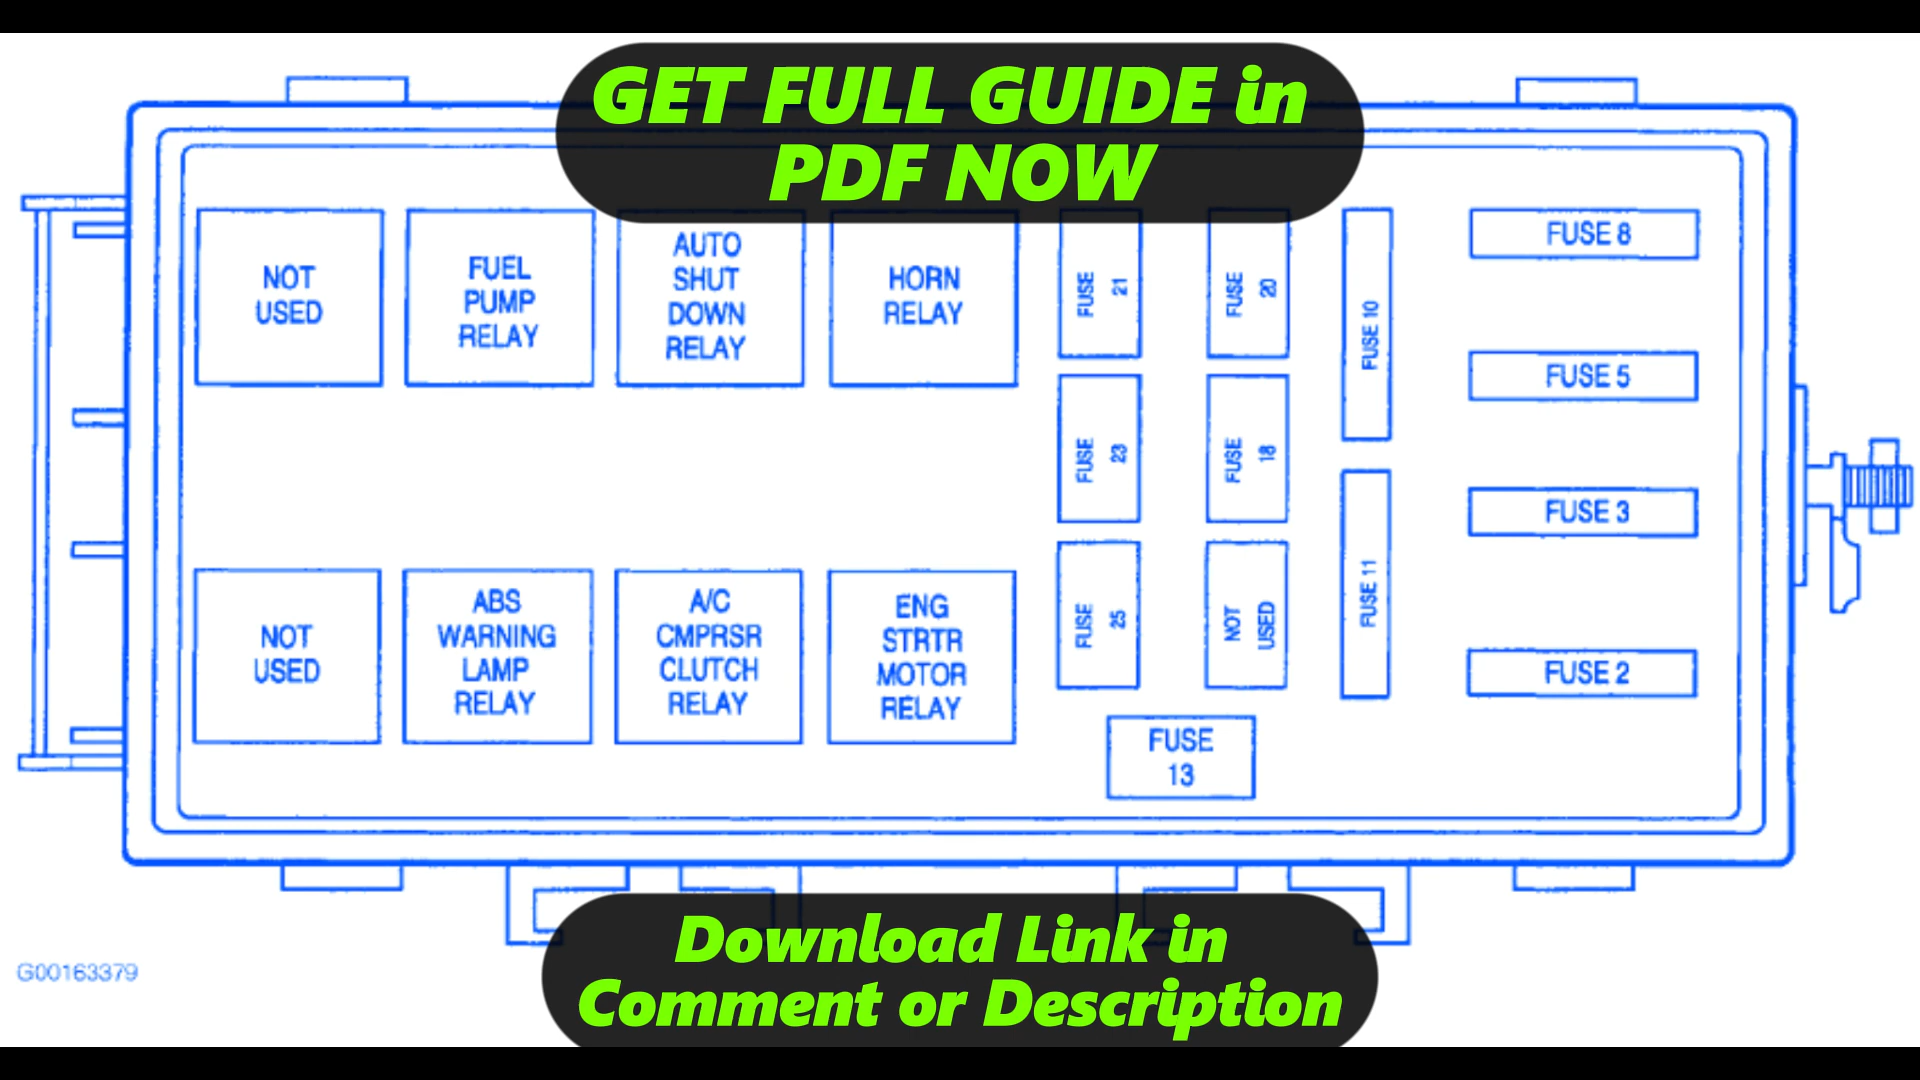 GET FULL GUIDE in
PDF NOW
NOT
USED
FUEL
PUMP
RELAY
AUTO
SHUT
DOWN
RELAY
HORN
RELAY
FUSE
21
FUSE
20
FUSE 10
FUSE 8
FUSE 5
FUSE
23
FUSE
18
FUSE 3
NOT
USED
ABS
WARNING
LAMP
RELAY
A/C
CMPRSR
CLUTCH
RELAY
ENG
STRTR
MOTOR
RELAY
FUSE
25
NOT
USED
FUSE 11
FUSE 2
FUSE
13
Download Link in
Comment or Description
G00163379